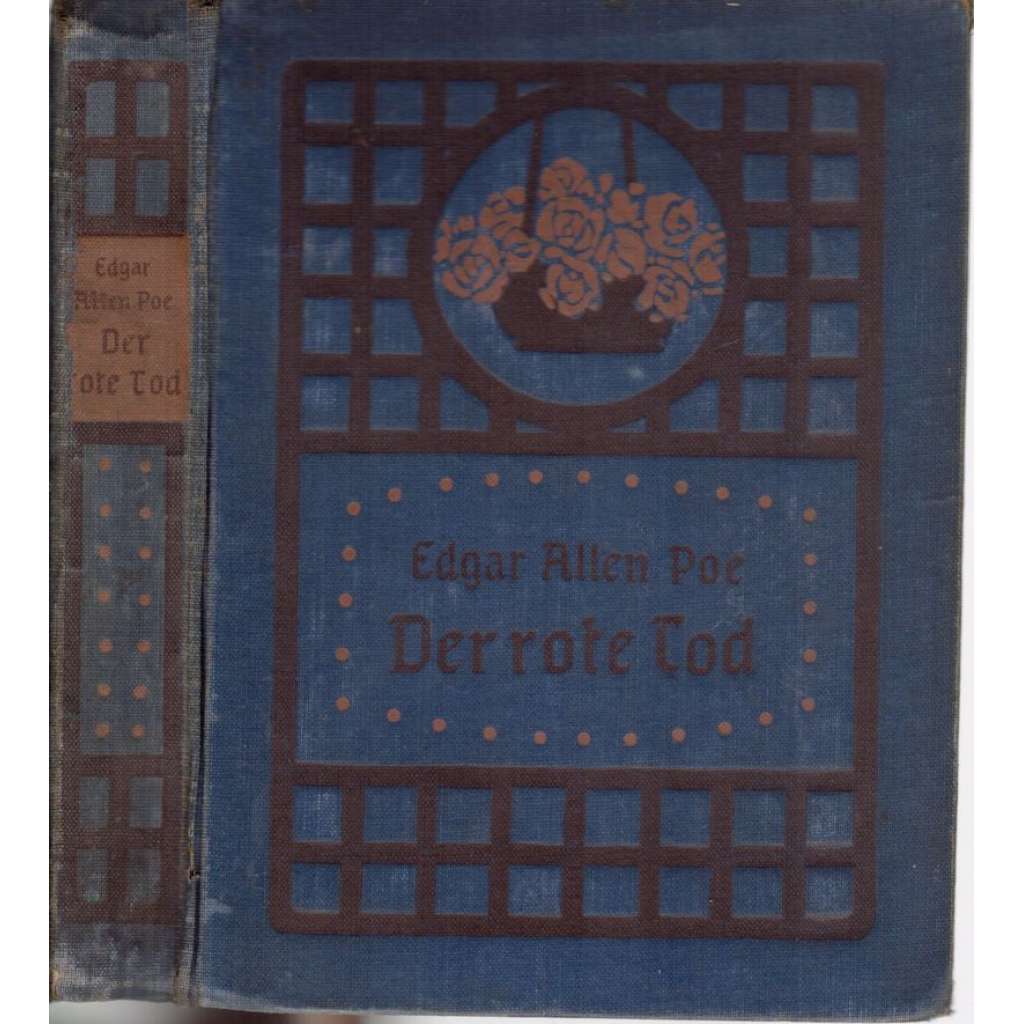 Edgar
Allen Poe
Der
rote Tod
Edgar Allen Poe
Der rote Tod